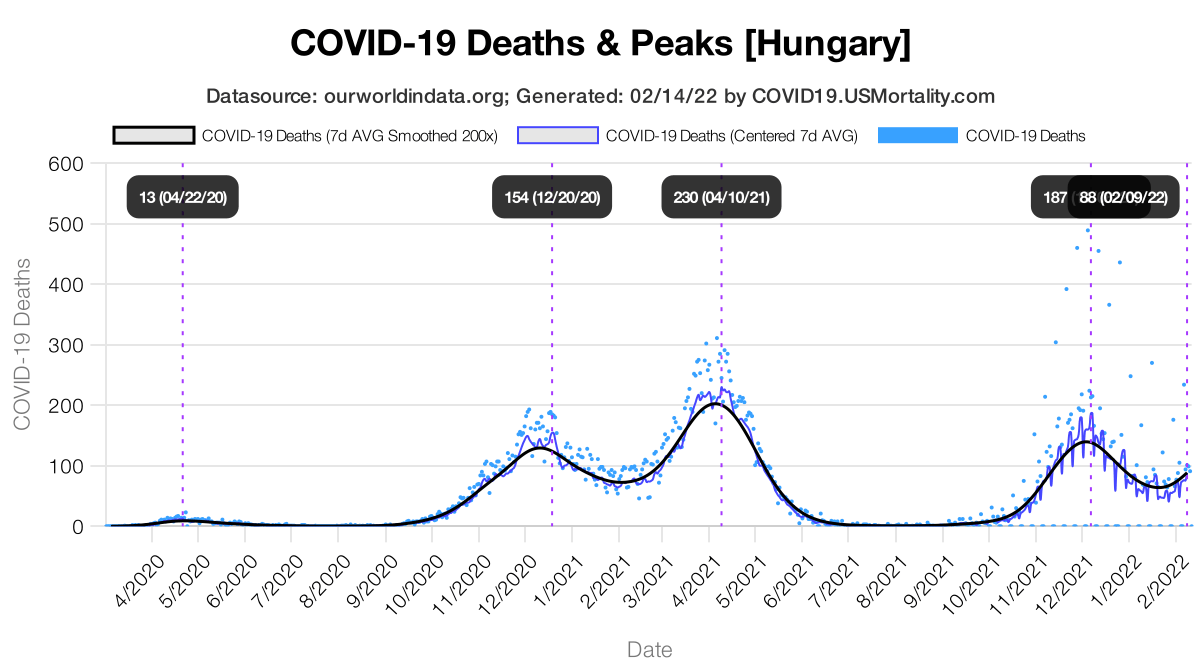 COVID-19 Deaths & Peaks [Hungary]
Datasource: ourworldindata.org; Generated: 02/14/22 by COVID19.USMortality.com
COVID-19 Deaths (7d AVG Smoothed 200x) COVID-19 Deaths (Centered 7d AVG) COVID-19 Deaths
600
13 (04/22/20) 154 (12/20/20) 230 (04/10/21) 187 88 (02/09/22)
500
400
300
200
100
0
COVID-19 Deaths
4/2020 5/2020 6/2020 7/2020 8/2020 9/2020 10/2020 11/2020 12/2020 1/2021 2/2021 3/2021 4/2021 5/2021 6/2021 7/2021 8/2021 9/2021 10/2021 11/2021 12/2021 1/2022 2/2022
Date